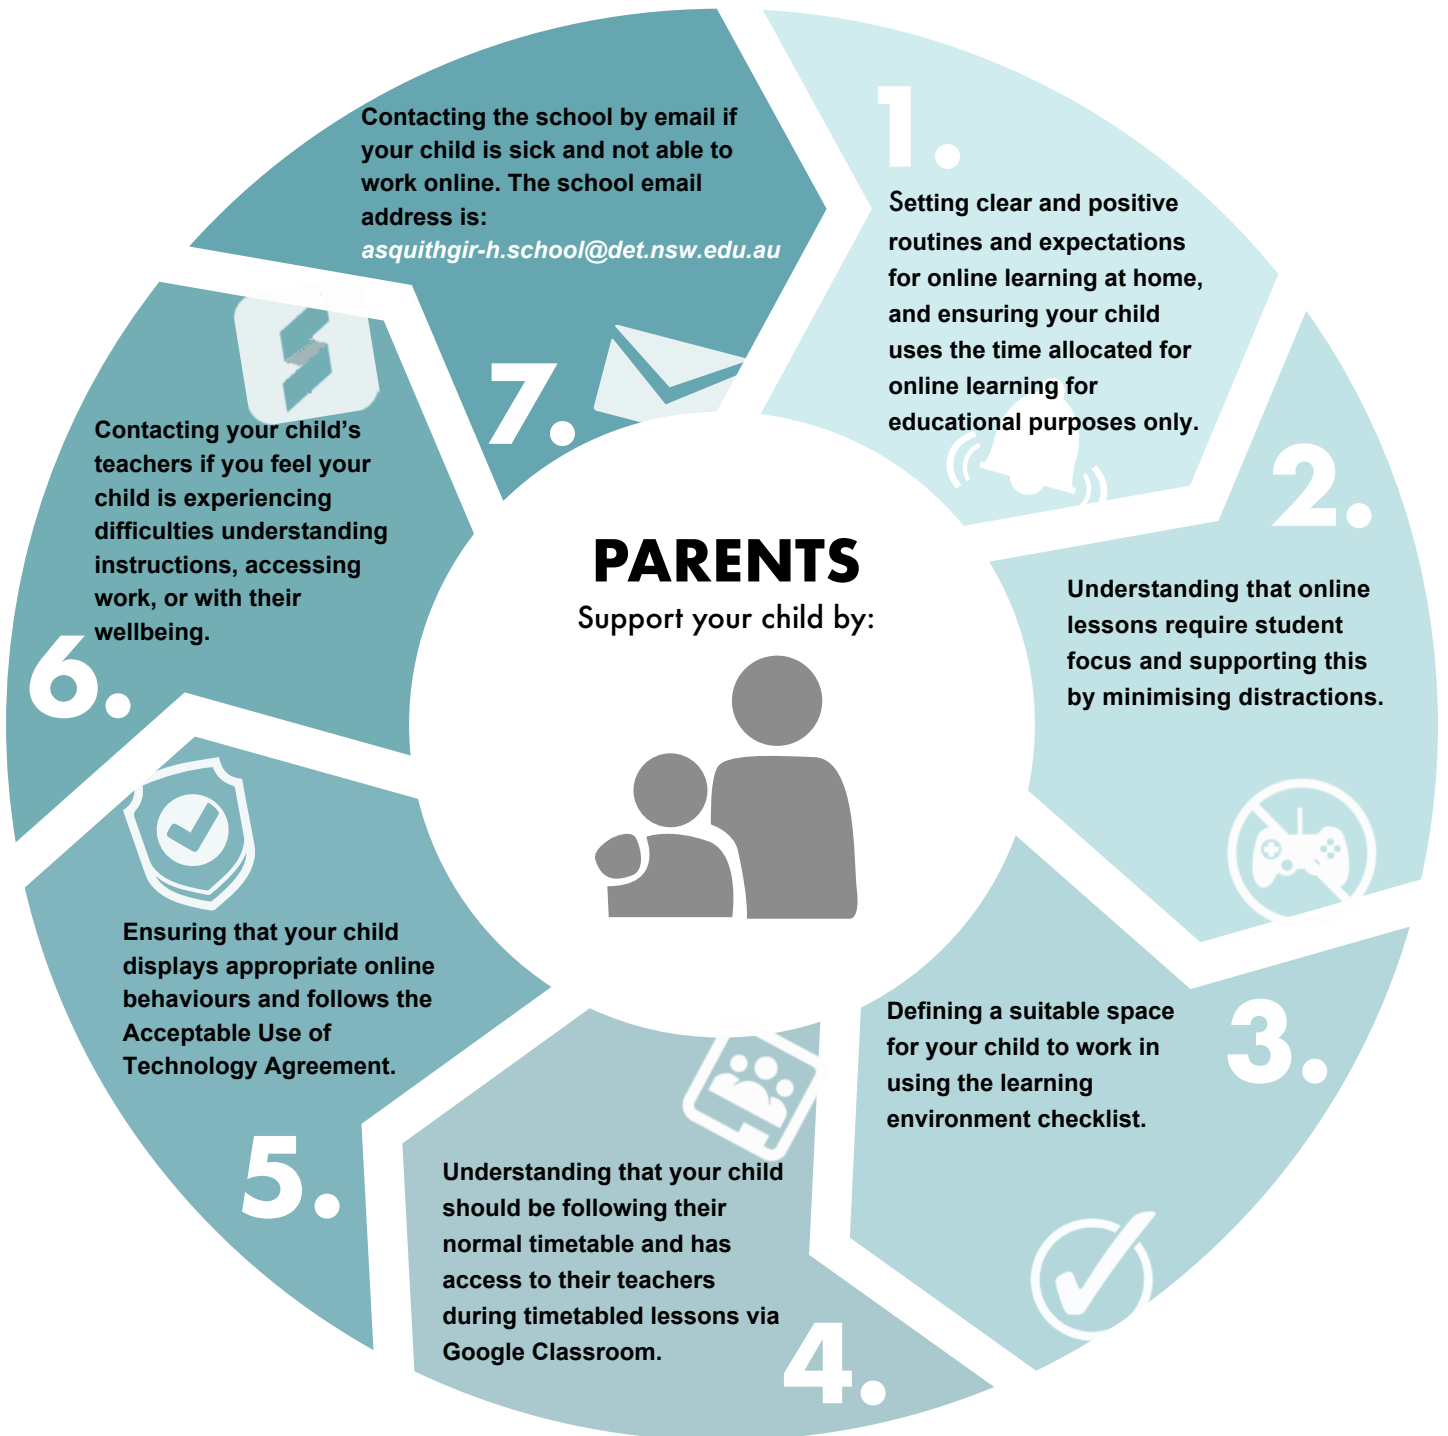 PARENTS
Support your child by:
1.
Setting clear and positive
routines and expectations
for online learning at home,
and ensuring your child
uses the time allocated for
online learning for
educational purposes only.
2.
Understanding that online
lessons require student
focus and supporting this
by minimising distractions.
3.
Defining a suitable space
for your child to work in
using the learning
environment checklist.
4.
Understanding that your child
should be following their
normal timetable and has
access to their teachers
during timetabled lessons via
Google Classroom.
5.
Ensuring that your child
displays appropriate online
behaviours and follows the
Acceptable Use of
Technology Agreement.
6.
Contacting your child’s
teachers if you feel your
child is experiencing
difficulties understanding
instructions, accessing
work, or with their
wellbeing.
7.
Contacting the school by email if
your child is sick and not able to
work online. The school email
address is:
asquithgir-h.school@det.nsw.edu.au